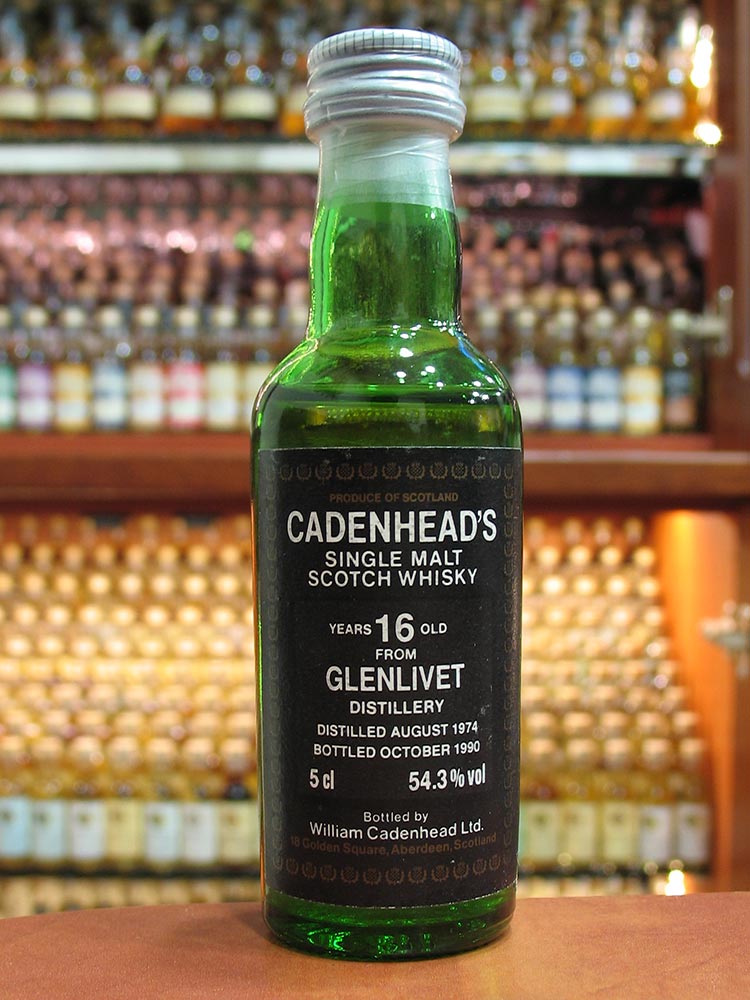 PRODUCE OF SCOTLAND
CADENHEAD'S
SINGLE MALT
SCOTCH WHISKY
YEARS 16 OLD
FROM
GLENLIVET
DISTILLERY
DISTILLED AUGUST 1974
BOTTLED OCTOBER 1990
5 cl 54.3% vol
Bottled by
William Cadenhead Ltd.
18 Golden Square, Aberdeen, Scotland